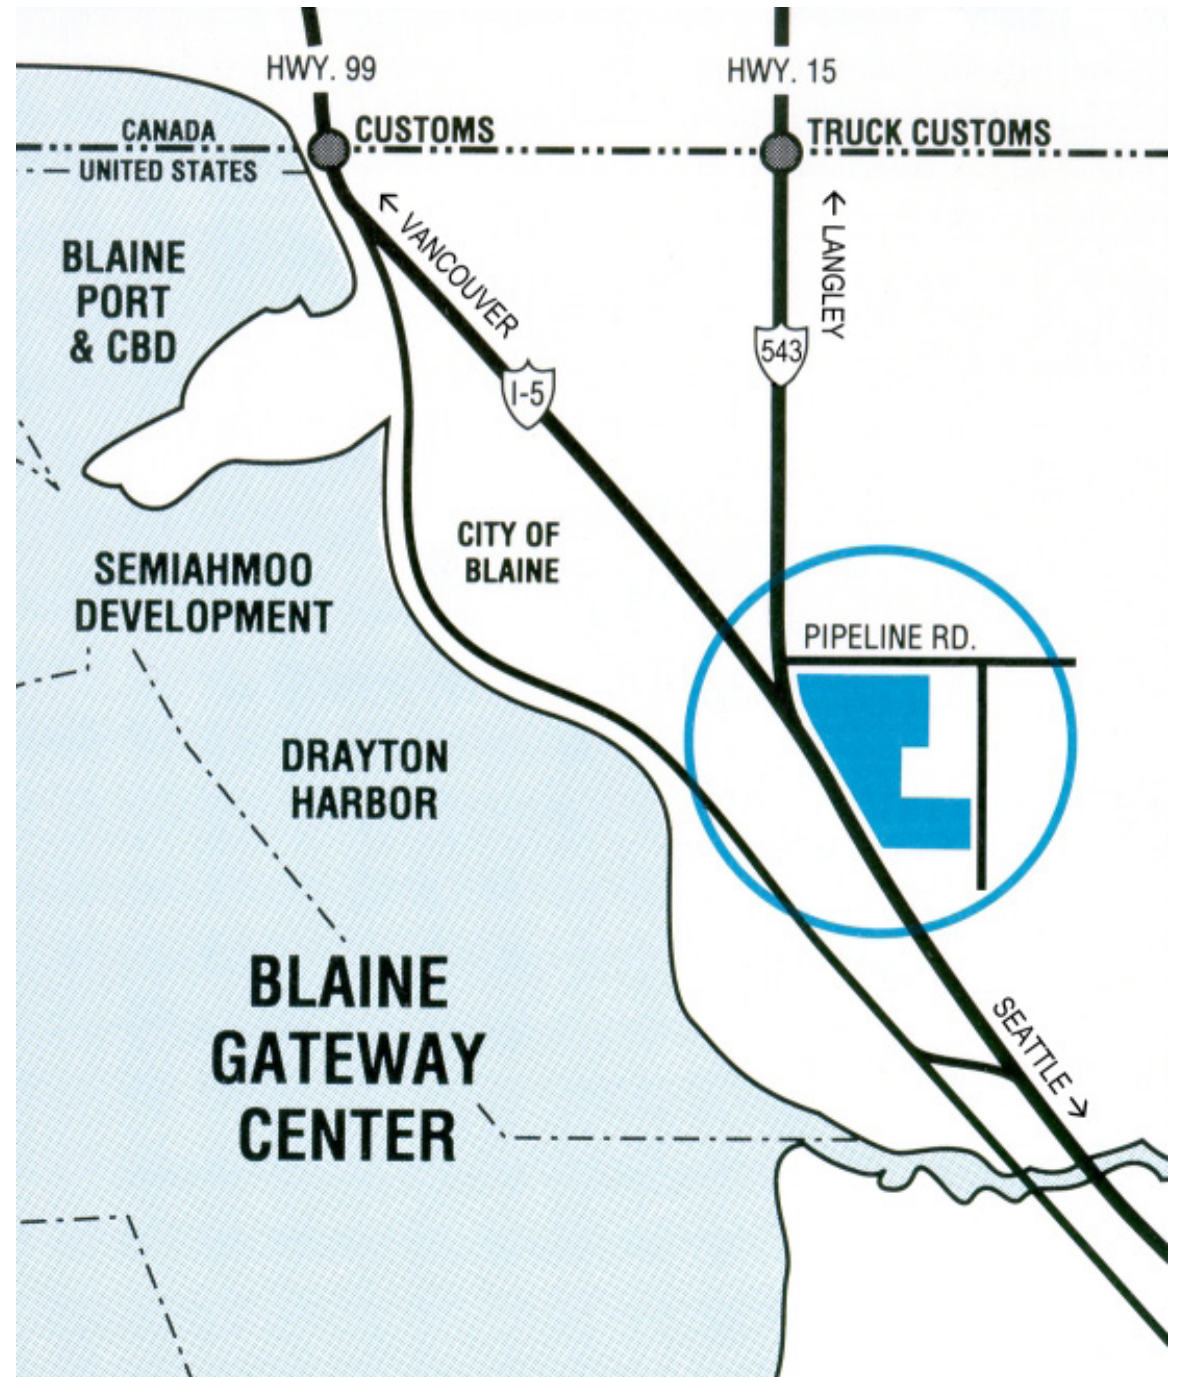 HWY. 99
HWY. 15
CANADA
CUSTOMS
TRUCK CUSTOMS
UNITED STATES
← VANCOUVER
← LANGLEY
BLAINE
PORT
& CBD
543
I-5
CITY OF
BLAINE
SEMIAHMOO
DEVELOPMENT
PIPELINE RD.
DRAYTON
HARBOR
BLAINE
GATEWAY
CENTER
SEATTLE →